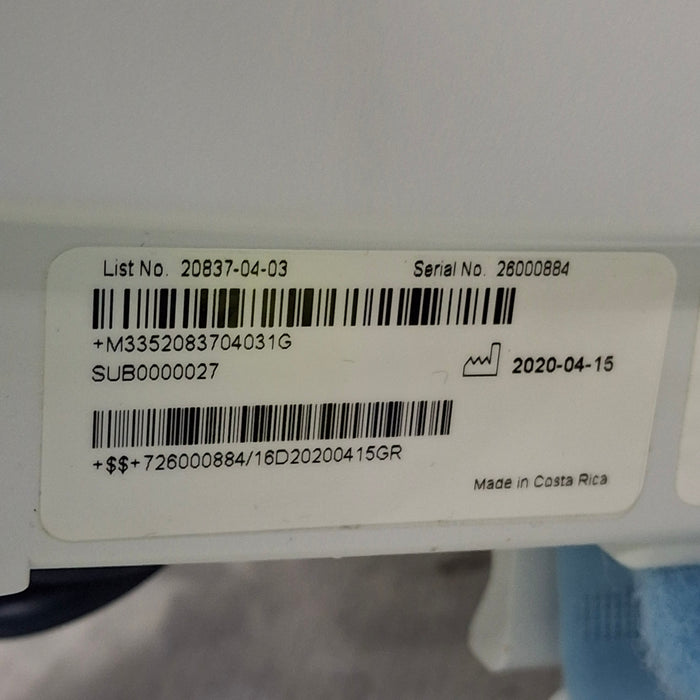 List No. 20837-04-03 Serial No. 26000884
+M3352083704031G
SUB0000027
2020-04-15
+$$+726000884/16D20200415GR
Made in Costa Rica